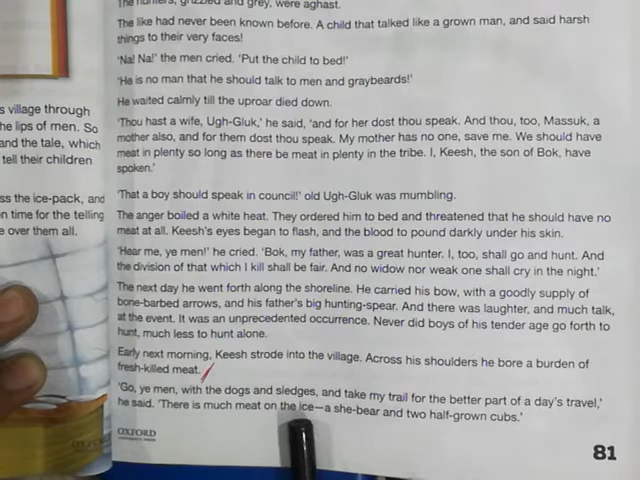 The hunters, grizzled and grey, were aghast.
The like had never been known before. A child that talked like a grown man, and said harsh
things to their very faces!
'Na! Na!' the men cried. 'Put the child to bed!'
'He is no man that he should talk to men and graybeards!'
He waited calmly till the uproar died down.
'Thou hast a wife, Ugh-Gluk,' he said, 'and for her dost thou speak. And thou, too, Massuk, a
mother also, and for them dost thou speak. My mother has no one, save me. We should have
meat in plenty so long as there be meat in plenty in the tribe. I, Keesh, the son of Bok, have
spoken.'
'That a boy should speak in council!' old Ugh-Gluk was mumbling.
The anger boiled a white heat. They ordered him to bed and threatened that he should have no
meat at all. Keesh's eyes began to flash, and the blood to pound darkly under his skin.
'Hear me, ye men!' he cried. 'Bok, my father, was a great hunter. I, too, shall go and hunt. And
the division of that which I kill shall be fair. And no widow nor weak one shall cry in the night.'
The next day he went forth along the shoreline. He carried his bow, with a goodly supply of
bone-barbed arrows, and his father's big hunting-spear. And there was laughter, and much talk,
at the event. It was an unprecedented occurrence. Never did boys of his tender age go forth to
hunt, much less to hunt alone.
Early next morning, Keesh strode into the village. Across his shoulders he bore a burden of
fresh-killed meat.
'Go, ye men, with the dogs and sledges, and take my trail for the better part of a day's travel,'
he said. 'There is much meat on the ice—a she-bear and two half-grown cubs.'
OXFORD
UNIVERSITY PRESS
81
s village through
he lips of men. So
and the tale, which
tell their children
ss the ice-pack, and
n time for the telling
e over them all.